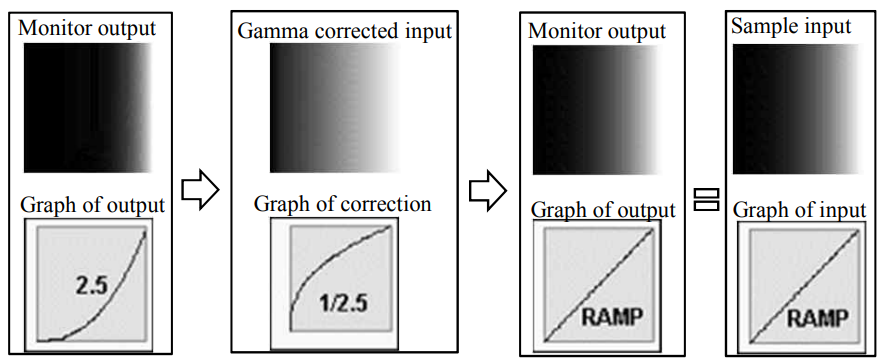 Monitor output
Graph of output
2.5
Gamma corrected input
Graph of correction
1/2.5
Monitor output
Graph of output
RAMP
Sample input
Graph of input
RAMP